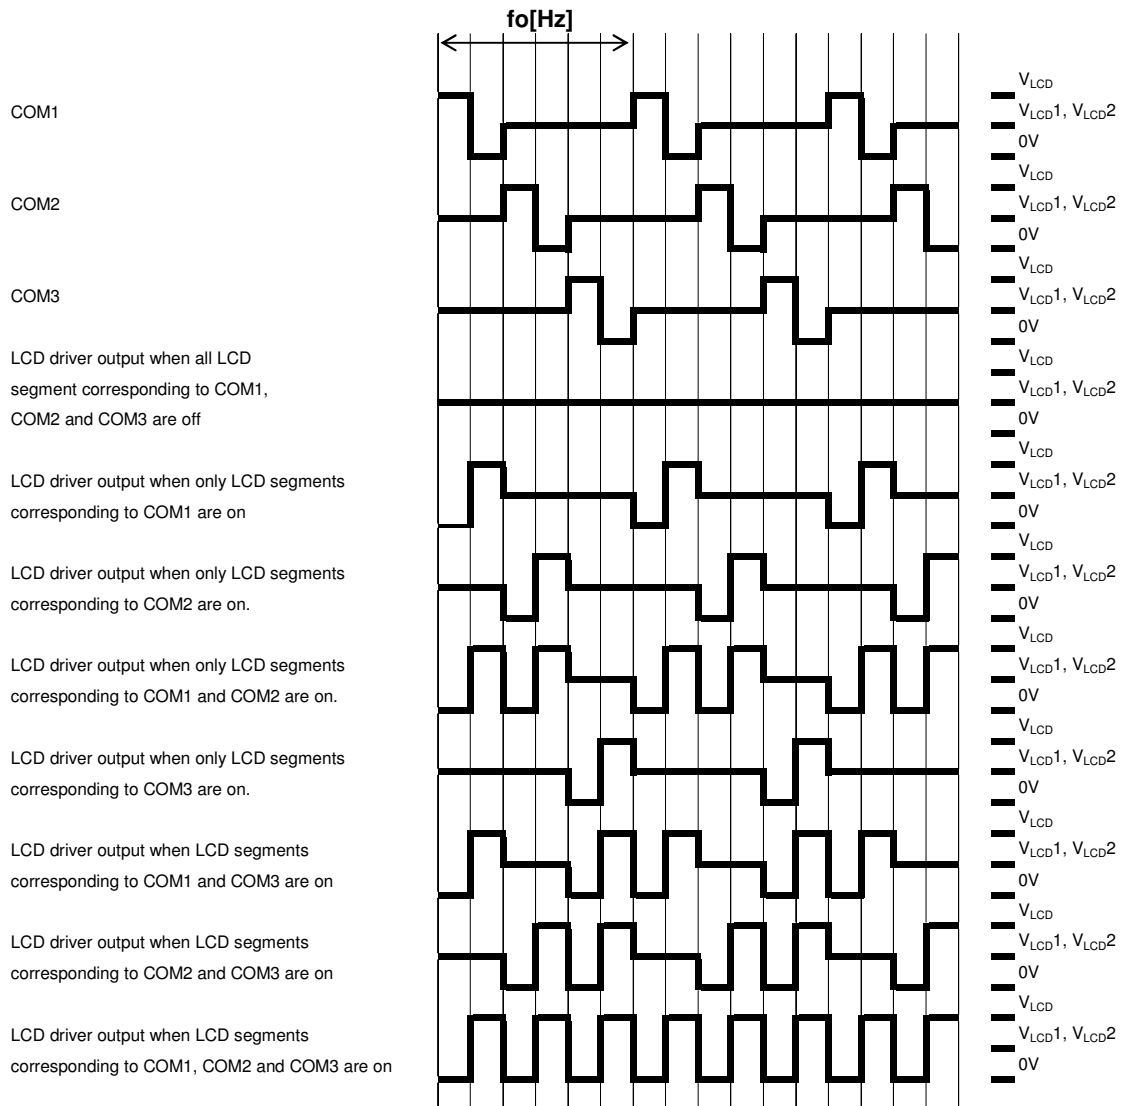 fo[Hz]
VLCD
COM1
VLCD1, VLCD2
0V
VLCD
COM2
VLCD1, VLCD2
0V
VLCD
COM3
VLCD1, VLCD2
0V
LCD driver output when all LCD
VLCD
segment corresponding to COM1,
VLCD1, VLCD2
COM2 and COM3 are off
0V
VLCD
LCD driver output when only LCD segments
VLCD1, VLCD2
corresponding to COM1 are on
0V
VLCD
LCD driver output when only LCD segments
VLCD1, VLCD2
corresponding to COM2 are on.
0V
VLCD
LCD driver output when only LCD segments
VLCD1, VLCD2
corresponding to COM1 and COM2 are on.
0V
VLCD
LCD driver output when only LCD segments
VLCD1, VLCD2
corresponding to COM3 are on.
0V
VLCD
LCD driver output when LCD segments
VLCD1, VLCD2
corresponding to COM1 and COM3 are on
0V
VLCD
LCD driver output when LCD segments
VLCD1, VLCD2
corresponding to COM2 and COM3 are on
0V
VLCD
LCD driver output when LCD segments
VLCD1, VLCD2
corresponding to COM1, COM2 and COM3 are on
0V